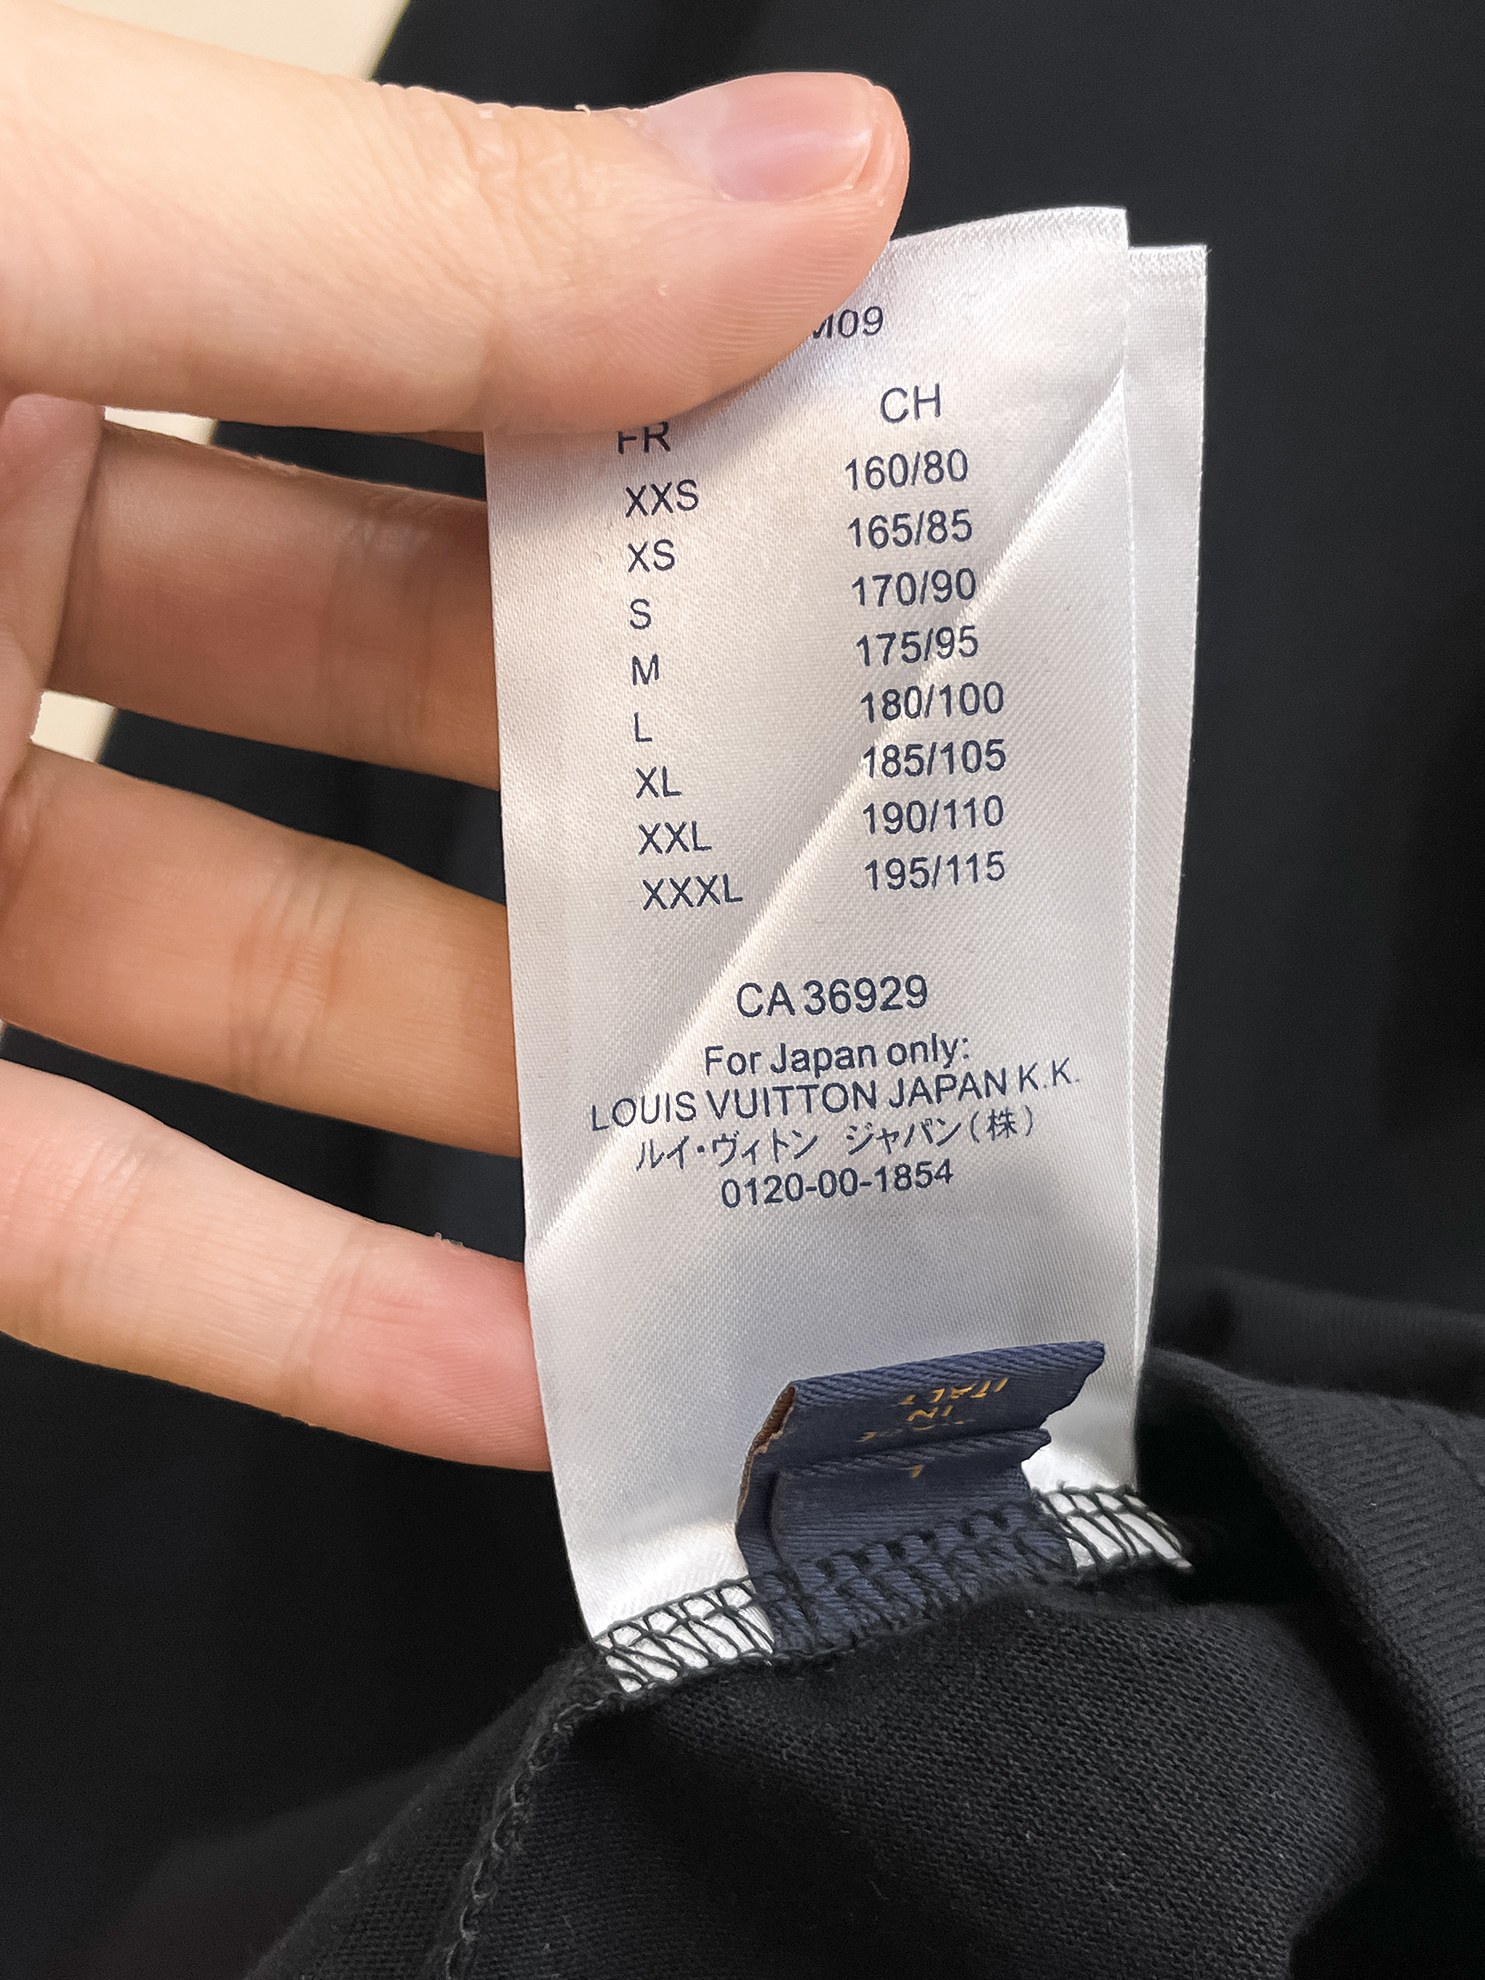 M09
FR CH
XXS 160/80
XS 165/85
S 170/90
M 175/95
L 180/100
XL 185/105
XXL 190/110
XXXL 195/115
CA 36929
For Japan only:
LOUIS VUITTON JAPAN K.K.
ルイ・ヴィトン ジャパン(株)
0120-00-1854
L
IN